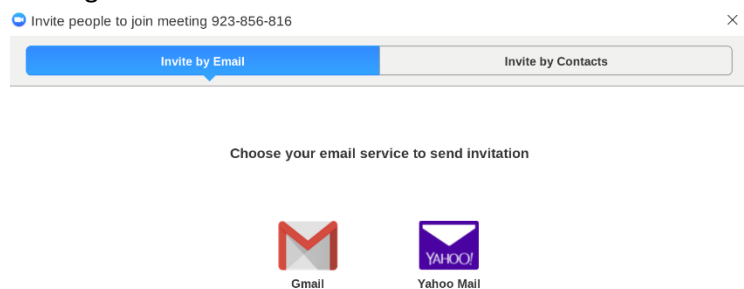 Invite people to join meeting 923-856-816
Invite by Email
Invite by Contacts
Choose your email service to send invitation
YAHOO!
Gmail
Yahoo Mail